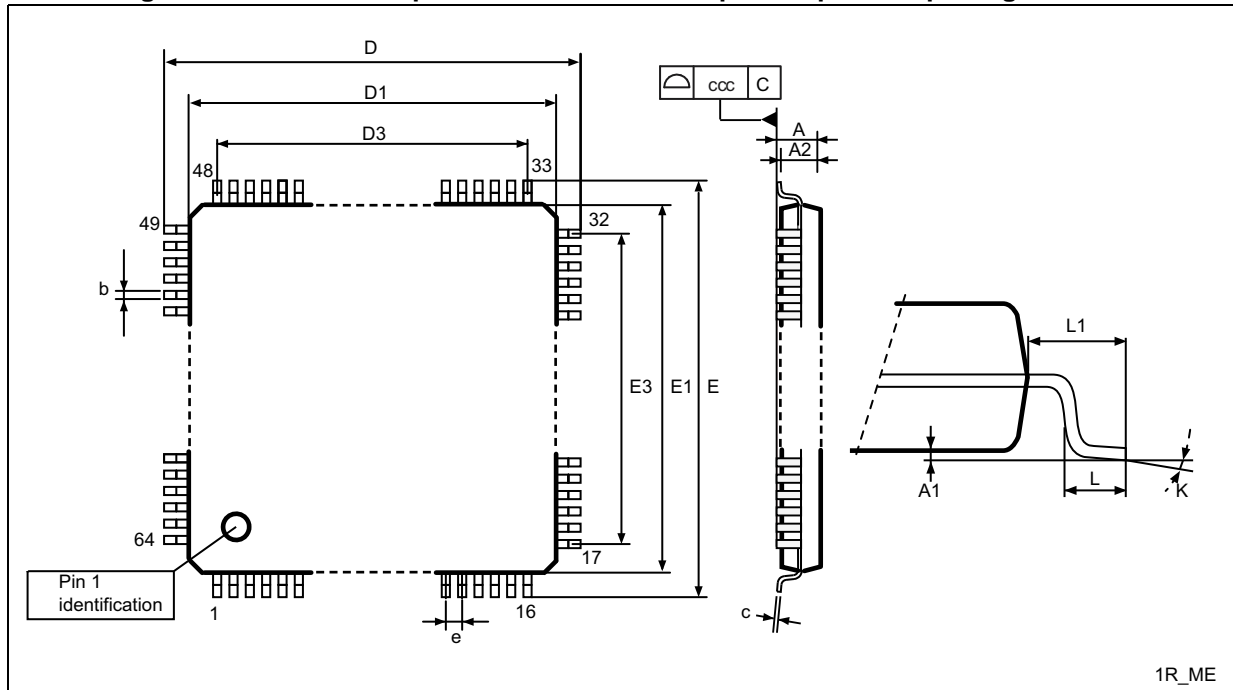 D
D1
D3
ccc C
A
A2
48
33
49
32
b
L1
E3
E1
E
A1
L
K
64
17
Pin 1
identification
1
16
e
c
1R_ME